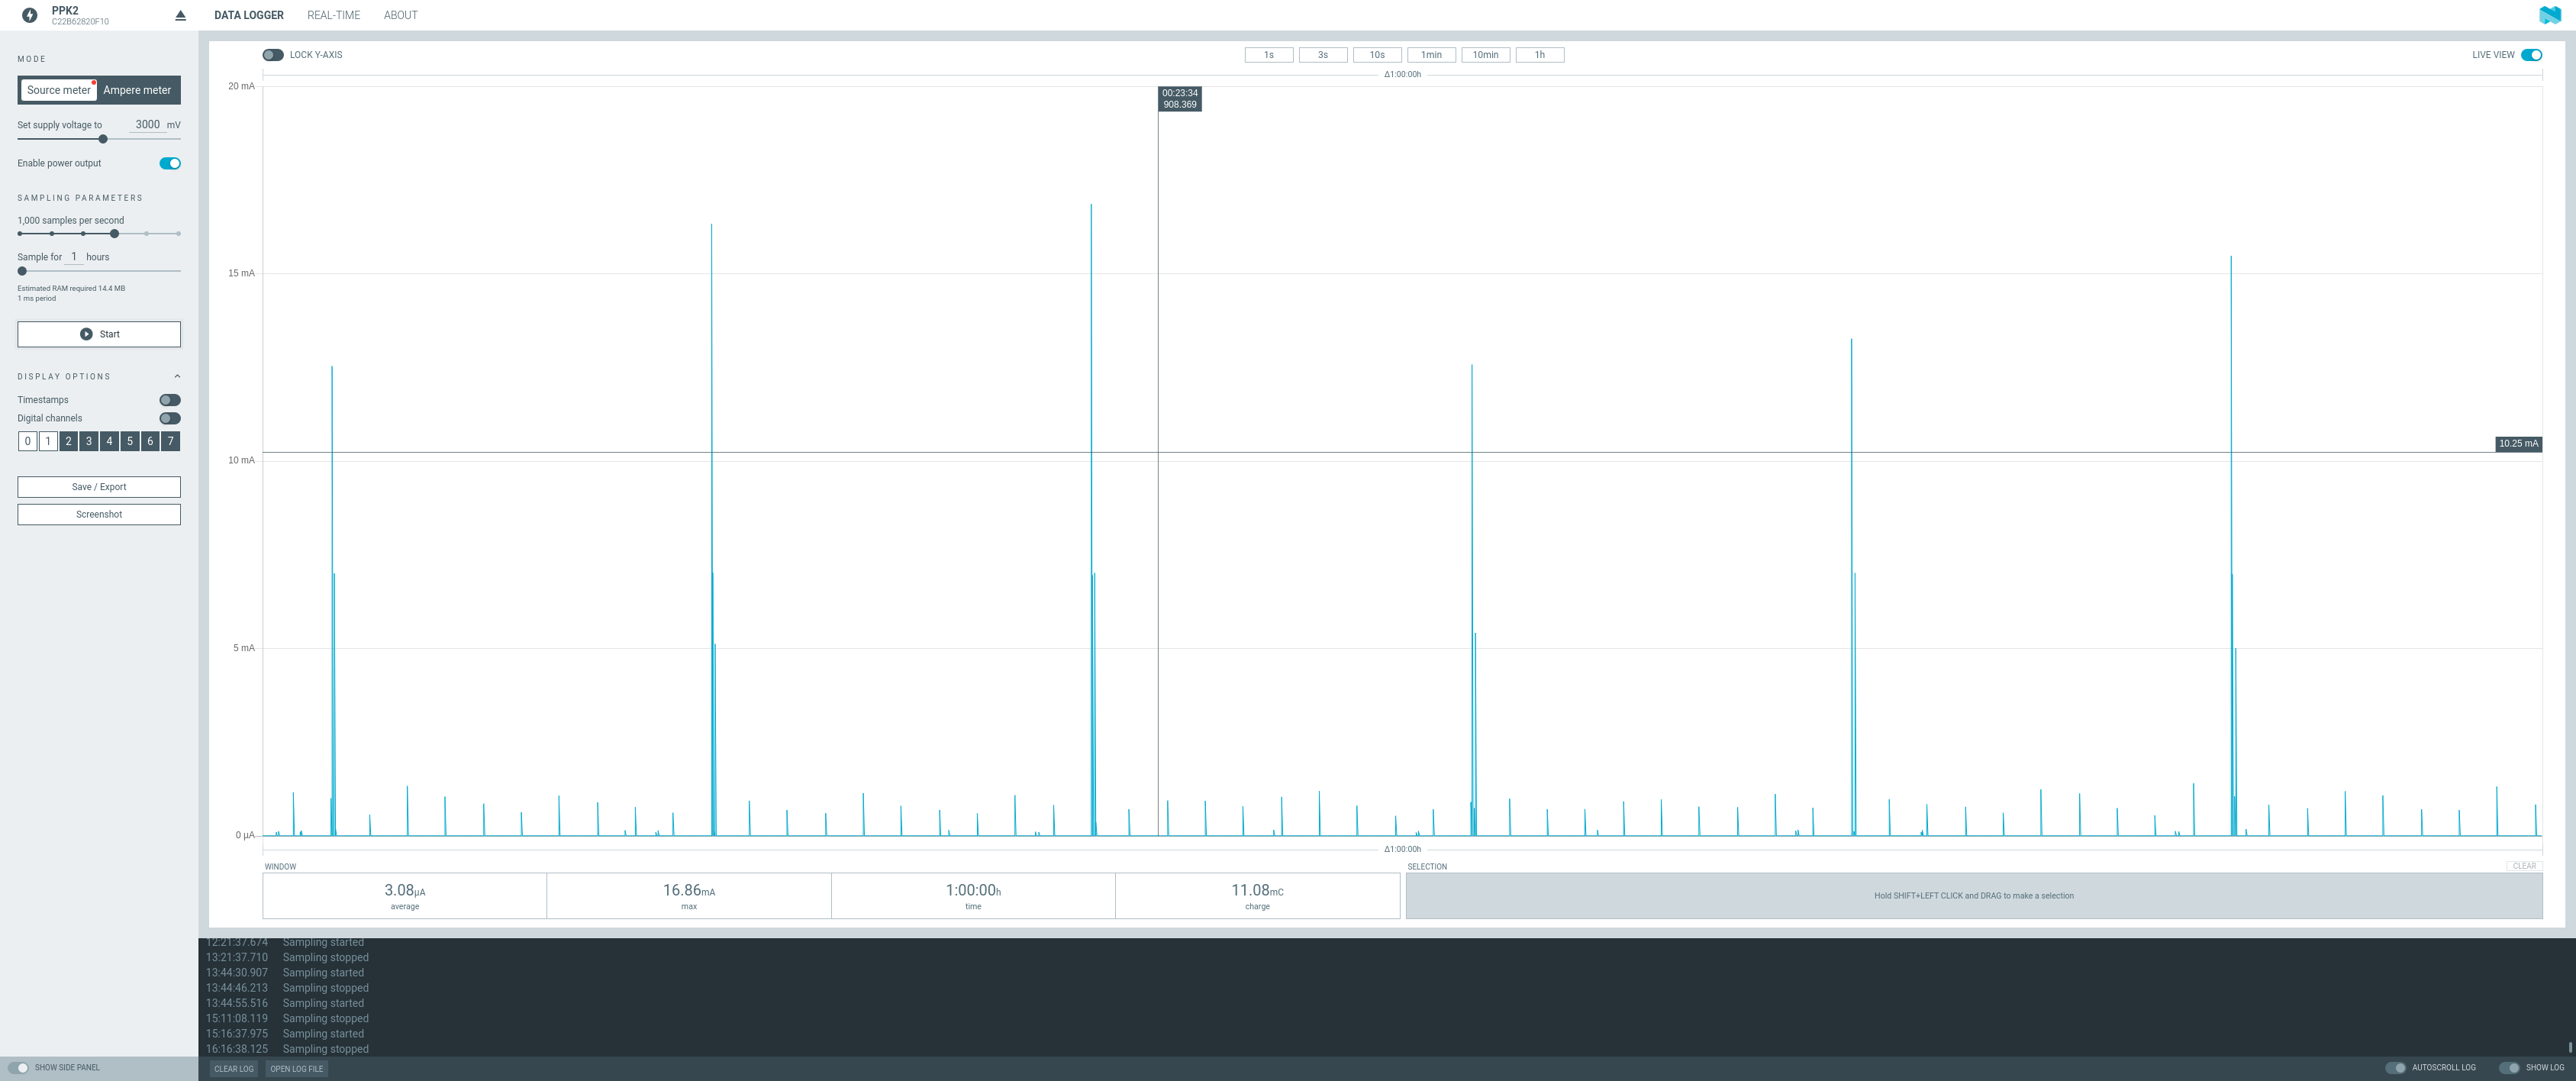 PPK2
C22B62820F10
DATA LOGGER
REAL-TIME
ABOUT
MODE
Source meter
Ampere meter
Set supply voltage to 3000 mV
Enable power output
SAMPLING PARAMETERS
1,000 samples per second
Sample for 1 hours
Estimated RAM required 14.4 MB
1 ms period
Start
DISPLAY OPTIONS
Timestamps
Digital channels
0 1 2 3 4 5 6 7
Save / Export
Screenshot
SHOW SIDE PANEL
LOCK Y-AXIS
1s 3s 10s 1min 10min 1h
LIVE VIEW
Δ1:00:00h
20 mA
00:23:34
908.369
15 mA
10.25 mA
10 mA
5 mA
0 µA
Δ1:00:00h
WINDOW
3.08µA
average
16.86mA
max
1:00:00h
time
11.08mC
charge
SELECTION
CLEAR
Hold SHIFT+LEFT CLICK and DRAG to make a selection
12:21:37.674 Sampling started
13:21:37.710 Sampling stopped
13:44:30.907 Sampling started
13:44:46.213 Sampling stopped
13:44:55.516 Sampling started
15:11:08.119 Sampling stopped
15:16:37.975 Sampling started
16:16:38.125 Sampling stopped
CLEAR LOG
OPEN LOG FILE
AUTOSCROLL LOG
SHOW LOG